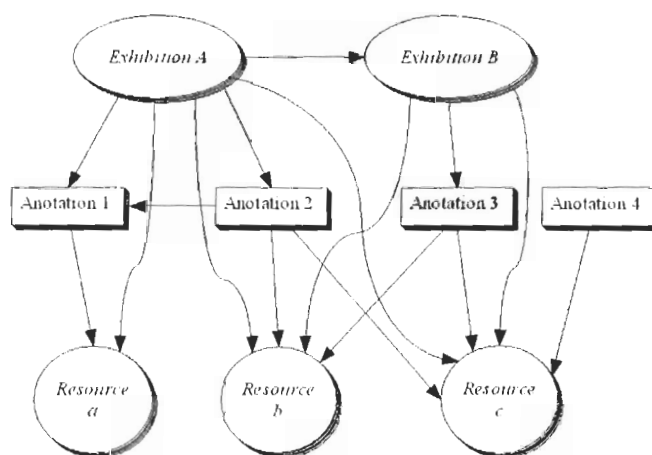 Exhibition A
Exhibition B
Anotation 1
Anotation 2
Anotation 3
Anotation 4
Resource
a
Resource
b
Resource
c